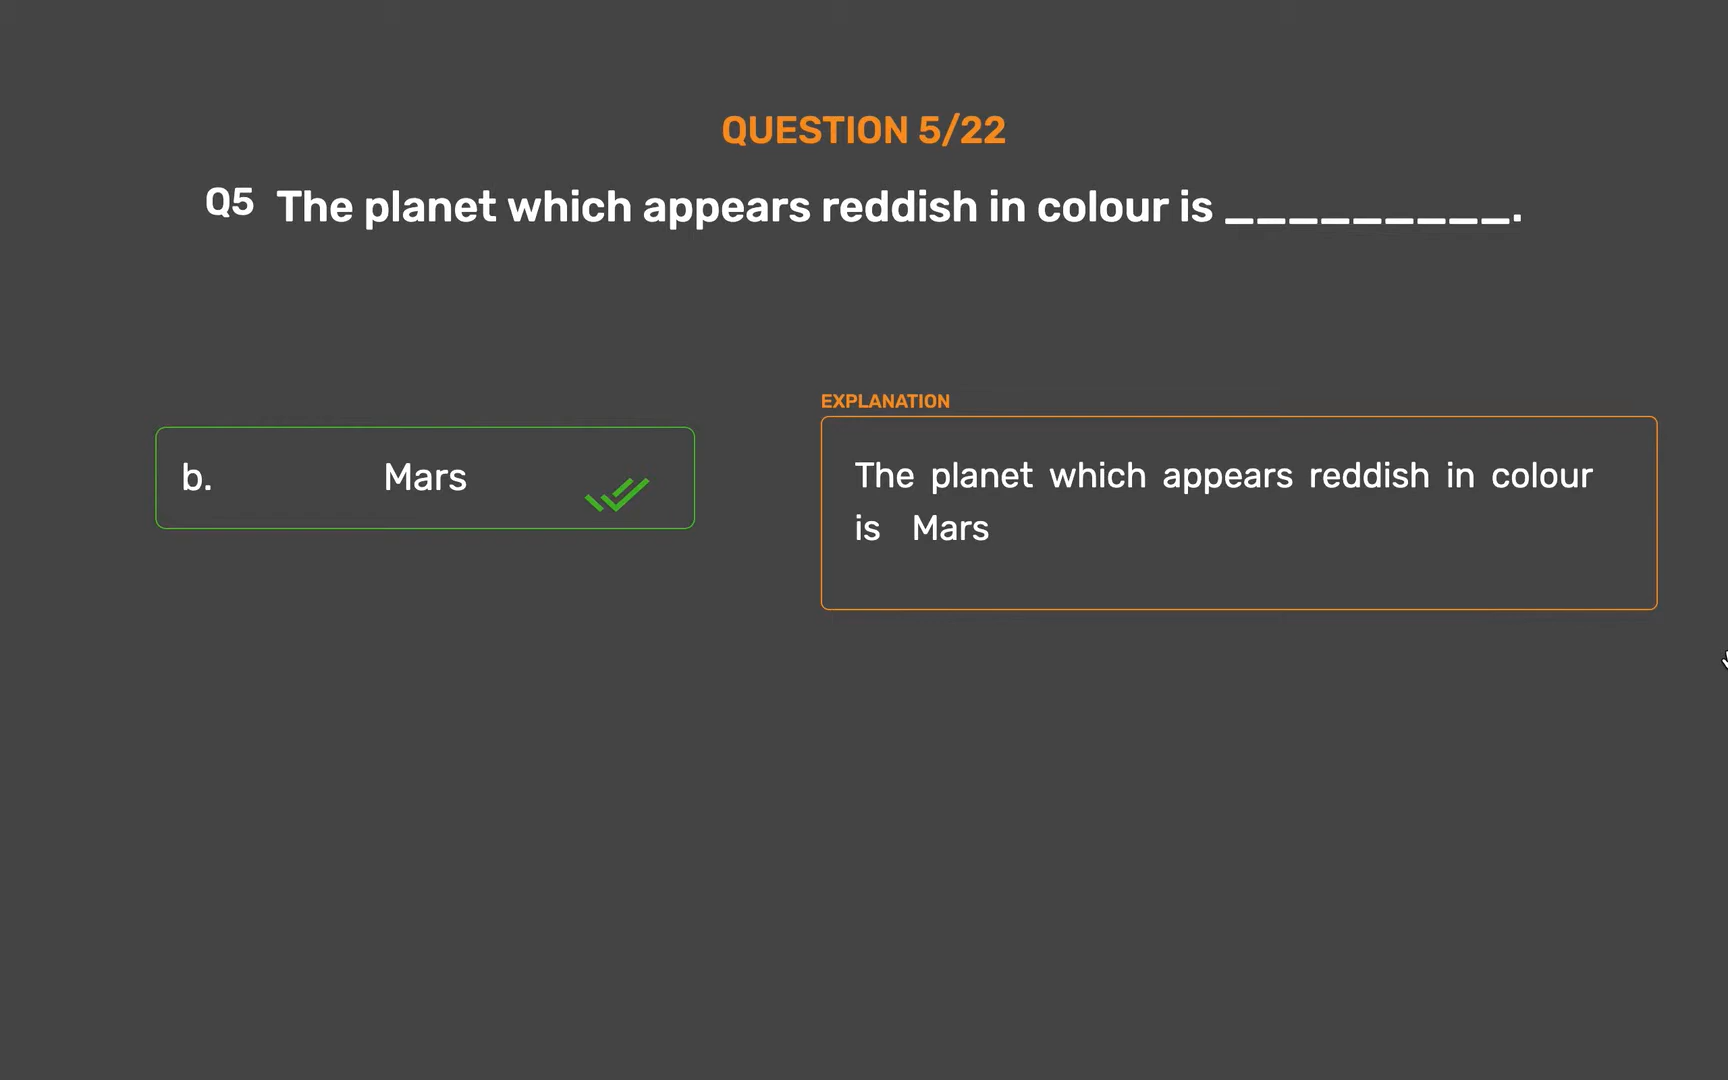 QUESTION 5/22
Q5 The planet which appears reddish in colour is _________.
b. Mars
EXPLANATION
The planet which appears reddish in colour
is Mars